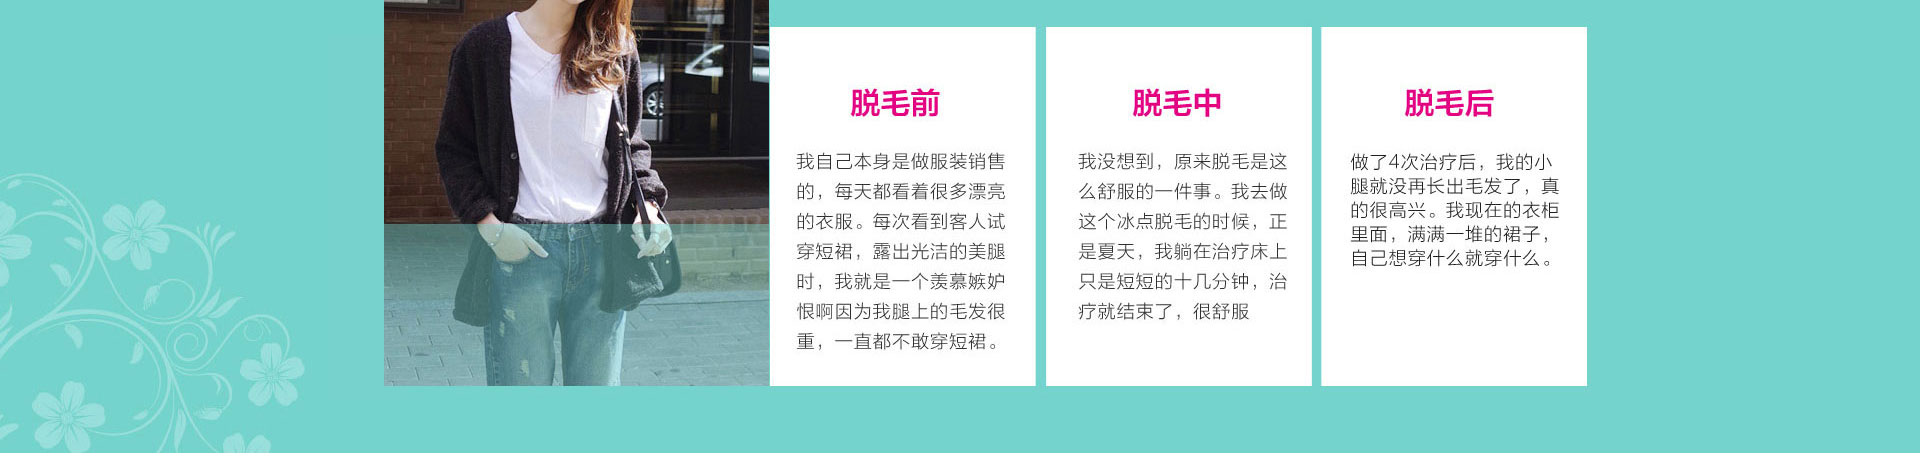 脱毛前
我自己本身是做服装销售
的，每天都看着很多漂亮
的衣服。每次看到客人试
穿短裙，露出光洁的美腿
时，我就是一个羡慕嫉妒
恨啊因为我腿上的毛发很
重，一直都不敢穿短裙。
脱毛中
我没想到，原来脱毛是这
么舒服的一件事。我去做
这个冰点脱毛的时候，正
是夏天，我躺在治疗床上
只是短短的十几分钟，治
疗就结束了，很舒服
脱毛后
做了4次治疗后，我的小
腿就没再长出毛发了，真
的很高兴。我现在的衣柜
里面，满满一堆的裙子，
自己想穿什么就穿什么。